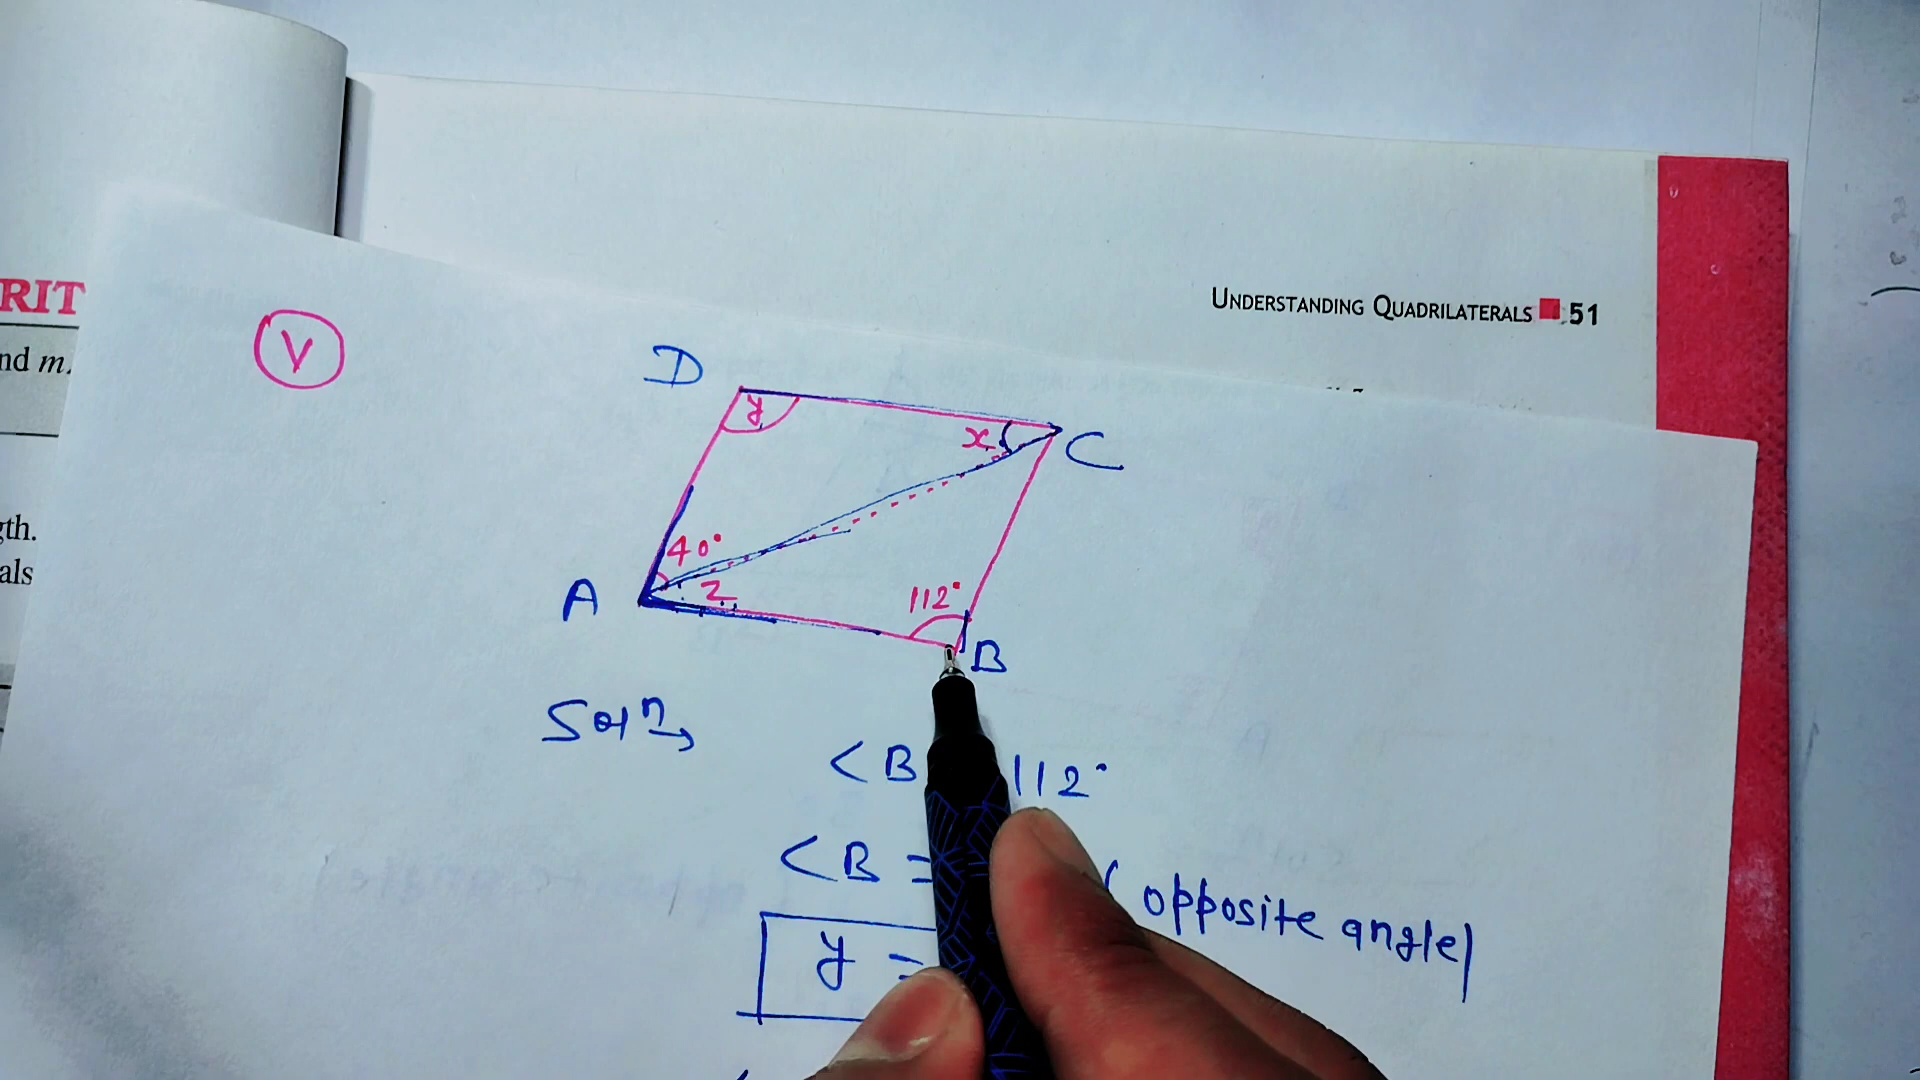 RIT
nd m.
gth.
als
UNDERSTANDING QUADRILATERALS 51
V
D
y
x
C
40°
z
112°
A
B
Solⁿ→
<B 112°
<B = ( opposite angle)
y =